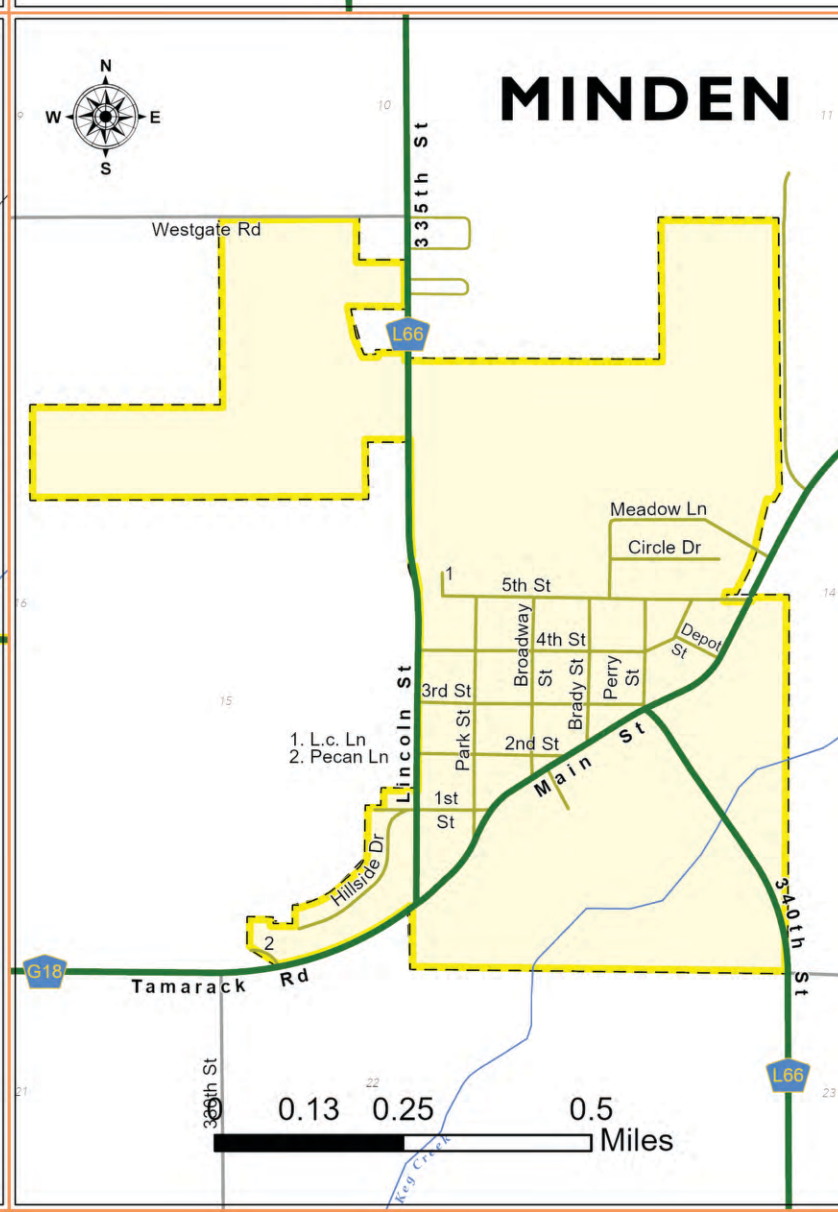 MINDEN
N
W
E
S
9
10
11
335th St
Westgate Rd
L66
Meadow Ln
Circle Dr
1
5th St
16
14
Broadway
St
4th St
Depot
St
Brady St
Perry
St
3rd St
15
Lincoln St
Park St
1. L.c. Ln
2. Pecan Ln
2nd St
Main St
1st
St
Hillside Dr
2
340th St
G18
Tamarack Rd
330th St
L66
21
22
23
0
0.13
0.25
0.5
Miles
Keg Creek